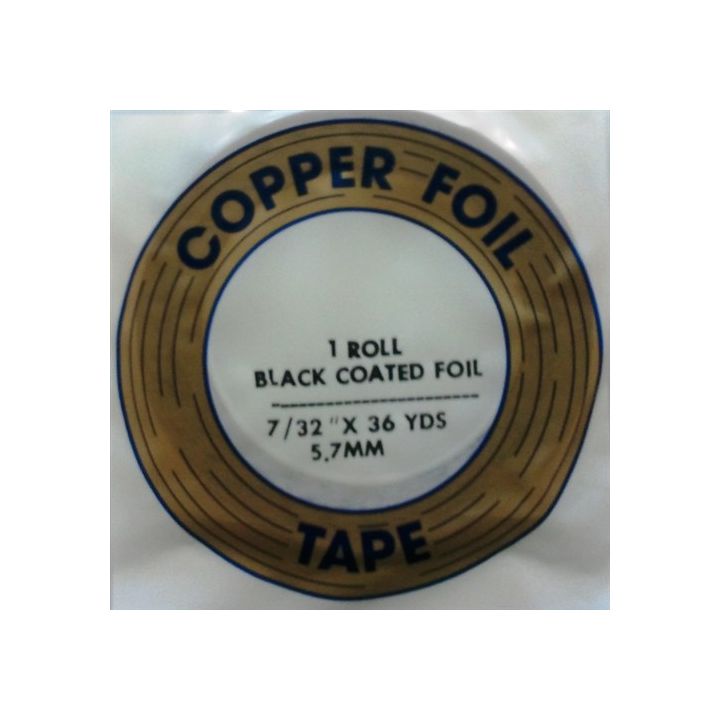 COPPER FOIL
1 ROLL
BLACK COATED FOIL
7/32 "X 36 YDS
5.7MM
TAPE